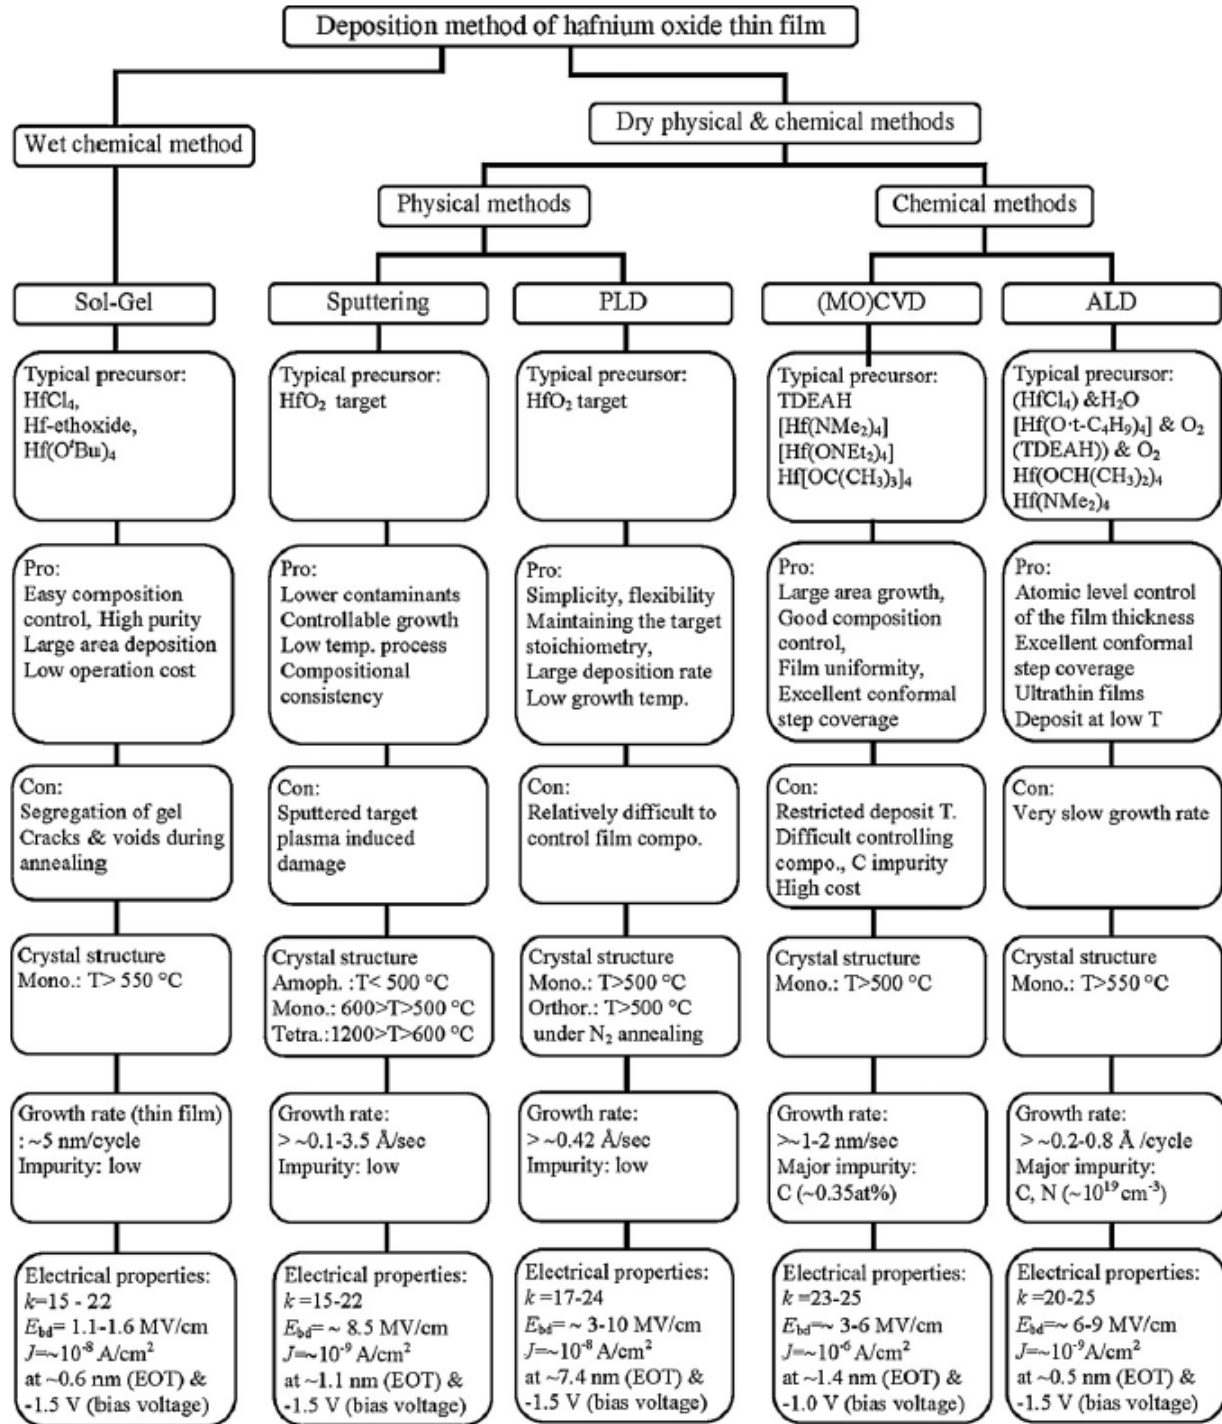 Deposition method of hafnium oxide thin film
Wet chemical method
Dry physical & chemical methods
Physical methods
Chemical methods
Sol-Gel
Sputtering
PLD
(MO)CVD
ALD
Typical precursor:
HfCl₄,
Hf-ethoxide,
Hf(OᵗBu)₄
Typical precursor:
HfO₂ target
Typical precursor:
HfO₂ target
Typical precursor:
TDEAH
[Hf(NMe₂)₄]
[Hf(ONEt₂)₄]
Hf[OC(CH₃)₃]₄
Typical precursor:
(HfCl₄) &H₂O
[Hf(O·t-C₄H₉)₄] & O₂
(TDEAH)) & O₂
Hf(OCH(CH₃)₂)₄
Hf(NMe₂)₄
Pro:
Easy composition
control, High purity
Large area deposition
Low operation cost
Pro:
Lower contaminants
Controllable growth
Low temp. process
Compositional
consistency
Pro:
Simplicity, flexibility
Maintaining the target
stoichiometry,
Large deposition rate
Low growth temp.
Pro:
Large area growth,
Good composition
control,
Film uniformity,
Excellent conformal
step coverage
Pro:
Atomic level control
of the film thickness
Excellent conformal
step coverage
Ultrathin films
Deposit at low T
Con:
Segregation of gel
Cracks & voids during
annealing
Con:
Sputtered target
plasma induced
damage
Con:
Relatively difficult to
control film compo.
Con:
Restricted deposit T.
Difficult controlling
compo., C impurity
High cost
Con:
Very slow growth rate
Crystal structure
Mono.: T> 550 °C
Crystal structure
Amoph. :T< 500 °C
Mono.: 600>T>500 °C
Tetra.:1200>T>600 °C
Crystal structure
Mono.: T>500 °C
Orthor.: T>500 °C
under N₂ annealing
Crystal structure
Mono.: T>500 °C
Crystal structure
Mono.: T>550 °C
Growth rate (thin film)
: ~5 nm/cycle
Impurity: low
Growth rate:
> ~0.1-3.5 Å/sec
Impurity: low
Growth rate:
> ~0.42 Å/sec
Impurity: low
Growth rate:
>~1-2 nm/sec
Major impurity:
C (~0.35at%)
Growth rate:
> ~0.2-0.8 Å /cycle
Major impurity:
C, N (~10¹⁹ cm⁻³)
Electrical properties:
k=15 - 22
E_bd= 1.1-1.6 MV/cm
J=~10⁻⁸ A/cm²
at ~0.6 nm (EOT) &
-1.5 V (bias voltage)
Electrical properties:
k =15-22
E_bd= ~ 8.5 MV/cm
J=~10⁻⁹ A/cm²
at ~1.1 nm (EOT) &
-1.5 V (bias voltage)
Electrical properties:
k =17-24
E_bd= ~ 3-10 MV/cm
J=~10⁻⁸ A/cm²
at ~7.4 nm (EOT) &
-1.5 V (bias voltage)
Electrical properties:
k =23-25
E_bd=~ 3-6 MV/cm
J=~10⁻⁶ A/cm²
at ~1.4 nm (EOT) &
-1.0 V (bias voltage)
Electrical properties:
k =20-25
E_bd=~ 6-9 MV/cm
J=~10⁻⁹A/cm²
at ~0.5 nm (EOT) &
-1.5 V (bias voltage)